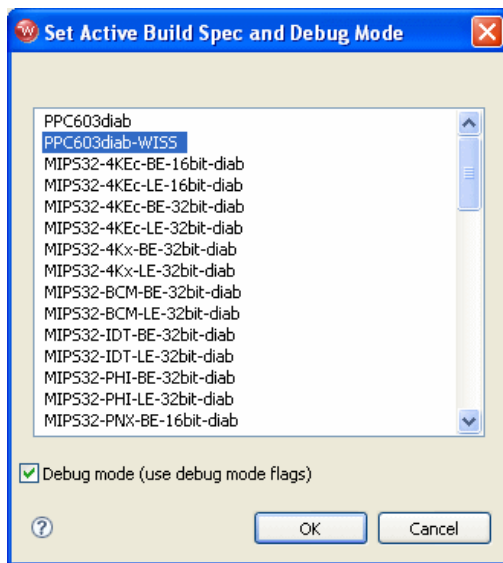 Set Active Build Spec and Debug Mode
PPC603diab
PPC603diab-WISS
MIPS32-4KEc-BE-16bit-diab
MIPS32-4KEc-LE-16bit-diab
MIPS32-4KEc-BE-32bit-diab
MIPS32-4KEc-LE-32bit-diab
MIPS32-4Kx-BE-32bit-diab
MIPS32-4Kx-LE-32bit-diab
MIPS32-BCM-BE-32bit-diab
MIPS32-BCM-LE-32bit-diab
MIPS32-IDT-BE-32bit-diab
MIPS32-IDT-LE-32bit-diab
MIPS32-PHI-BE-32bit-diab
MIPS32-PHI-LE-32bit-diab
MIPS32-PNX-BE-16bit-diab
Debug mode (use debug mode flags)
? OK Cancel